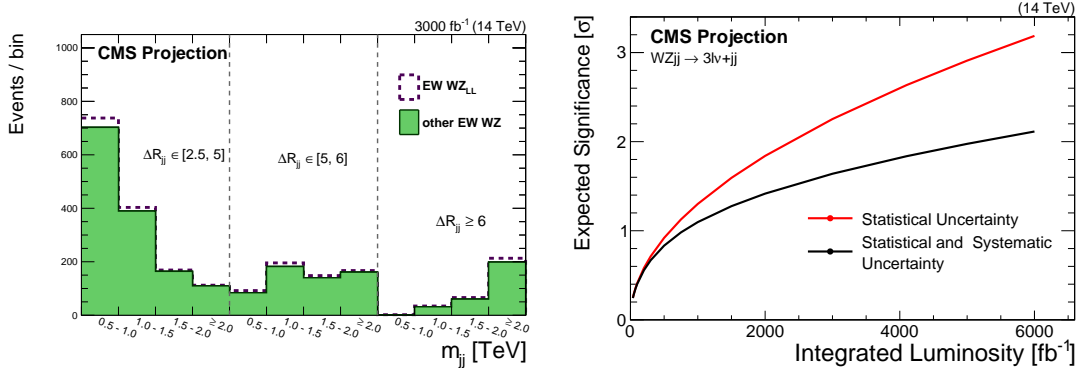 3000 fb⁻¹ (14 TeV)
CMS Projection
Events / bin
1000
900
800
700
600
500
400
300
200
100
0
EW WZ_LL
other EW WZ
ΔR_jj ∈ [2.5, 5]
ΔR_jj ∈ [5, 6]
ΔR_jj ≥ 6
0.5 - 1.0 1.0 - 1.5 1.5 - 2.0 ≥ 2.0 0.5 - 1.0 1.0 - 1.5 1.5 - 2.0 ≥ 2.0 0.5 - 1.0 1.0 - 1.5 1.5 - 2.0 ≥ 2.0
m_jj [TeV]
(14 TeV)
CMS Projection
WZjj → 3lν+jj
Expected Significance [σ]
3
2
1
0
Statistical Uncertainty
Statistical and Systematic
Uncertainty
0 2000 4000 6000
Integrated Luminosity [fb⁻¹]